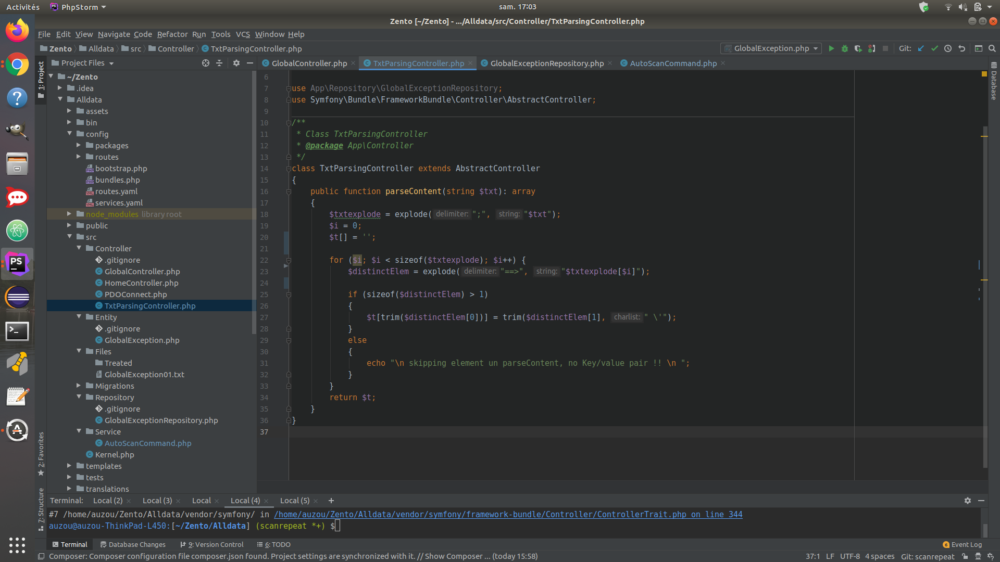 Activités PhpStorm sam. 17:03
Zento [~/Zento] - .../Alldata/src/Controller/TxtParsingController.php
File Edit View Navigate Code Refactor Run Tools VCS Window Help
Zento Alldata src Controller TxtParsingController.php GlobalException.php Git:
Project Files GlobalController.php TxtParsingController.php GlobalExceptionRepository.php AutoScanCommand.php
1: Project
2: Favorites
7: Structure
Database
~/Zento
.idea
Alldata
assets
bin
config
packages
routes
bootstrap.php
bundles.php
routes.yaml
services.yaml
node_modules library root
public
src
Controller
.gitignore
GlobalController.php
HomeController.php
PDOConnect.php
TxtParsingController.php
Entity
.gitignore
GlobalException.php
Files
Treated
GlobalException01.txt
Migrations
Repository
.gitignore
GlobalExceptionRepository.php
Service
AutoScanCommand.php
Kernel.php
templates
tests
translations
6
7 use App\Repository\GlobalExceptionRepository;
8 use Symfony\Bundle\FrameworkBundle\Controller\AbstractController;
9
10 /**
11 * Class TxtParsingController
12 * @package App\Controller
13 */
14 class TxtParsingController extends AbstractController
15 {
16 public function parseContent(string $txt): array
17 {
18 $txtexplode = explode( delimiter: ";", string: "$txt");
19 $i = 0;
20 $t[] = '';
21
22 for ($i; $i < sizeof($txtexplode); $i++) {
23 $distinctElem = explode( delimiter: "==>", string: "$txtexplode[$i]");
24
25 if (sizeof($distinctElem) > 1)
26 {
27 $t[trim($distinctElem[0])] = trim($distinctElem[1], charlist: " \'");
28 }
29 else
30 {
31 echo "\n skipping element un parseContent, no Key/value pair !! \n ";
32 }
33 }
34 return $t;
35 }
36 }
37
Terminal: Local (2) Local (3) Local Local (4) Local (5) +
#7 /home/auzou/Zento/Alldata/vendor/symfony/ in /home/auzou/Zento/Alldata/vendor/symfony/framework-bundle/Controller/ControllerTrait.php on line 344
auzou@auzou-ThinkPad-L450:[~/Zento/Alldata] (scanrepeat *+) $
Terminal Database Changes 9: Version Control 6: TODO 6 Event Log
Composer: Composer configuration file composer.json found. Project settings are synchronized with it. // Show Composer ... (today 15:58) 37:1 LF UTF-8 4 spaces Git: scanrepeat